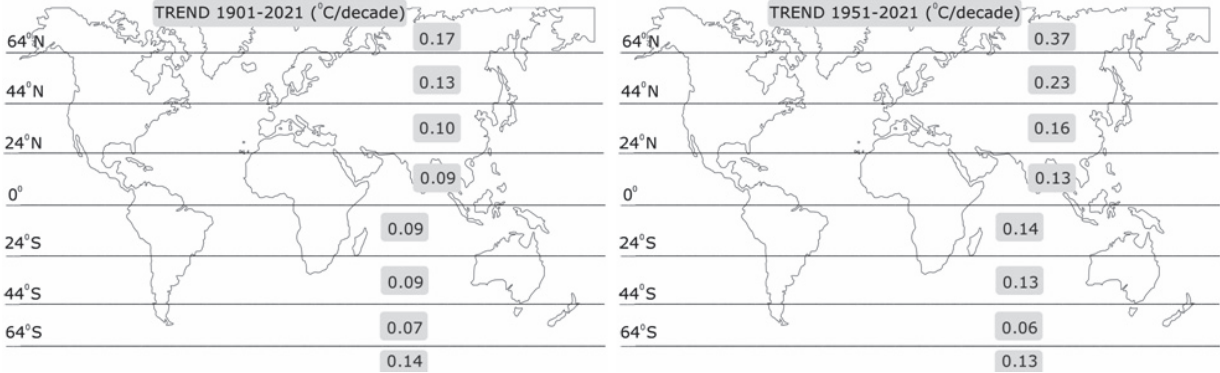 TREND 1901-2021 (°C/decade)
0.17
64°N
0.13
44°N
0.10
24°N
0.09
0°
0.09
24°S
0.09
44°S
0.07
64°S
0.14
TREND 1951-2021 (°C/decade)
0.37
64°N
0.23
44°N
0.16
24°N
0.13
0°
0.14
24°S
0.13
44°S
0.06
64°S
0.13